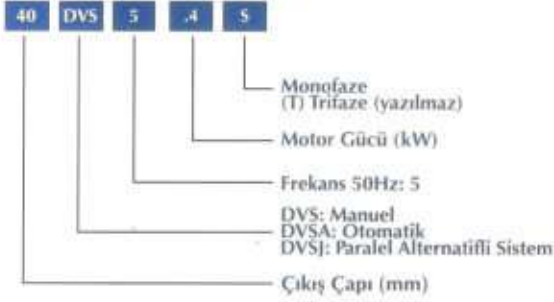 40 DVS 5 .4 S
Monofaze
(T) Trifaze (yazılmaz)
Motor Gücü (kW)
Frekans 50Hz: 5
DVS: Manuel
DVSA: Otomatik
DVSJ: Paralel Alternatifli Sistem
Çıkış Çapı (mm)